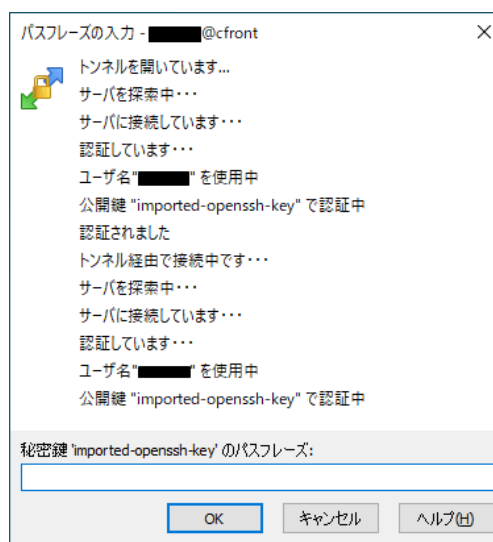 パスフレーズの入力 - @cfront
トンネルを開いています...
サーバを探索中・・・
サーバに接続しています・・・
認証しています・・・
ユーザ名"" を使用中
公開鍵 "imported-openssh-key" で認証中
認証されました
トンネル経由で接続中です・・・
サーバを探索中・・・
サーバに接続しています・・・
認証しています・・・
ユーザ名"" を使用中
公開鍵 "imported-openssh-key" で認証中
秘密鍵 'imported-openssh-key' のパスフレーズ:
OK
キャンセル
ヘルプ(H)